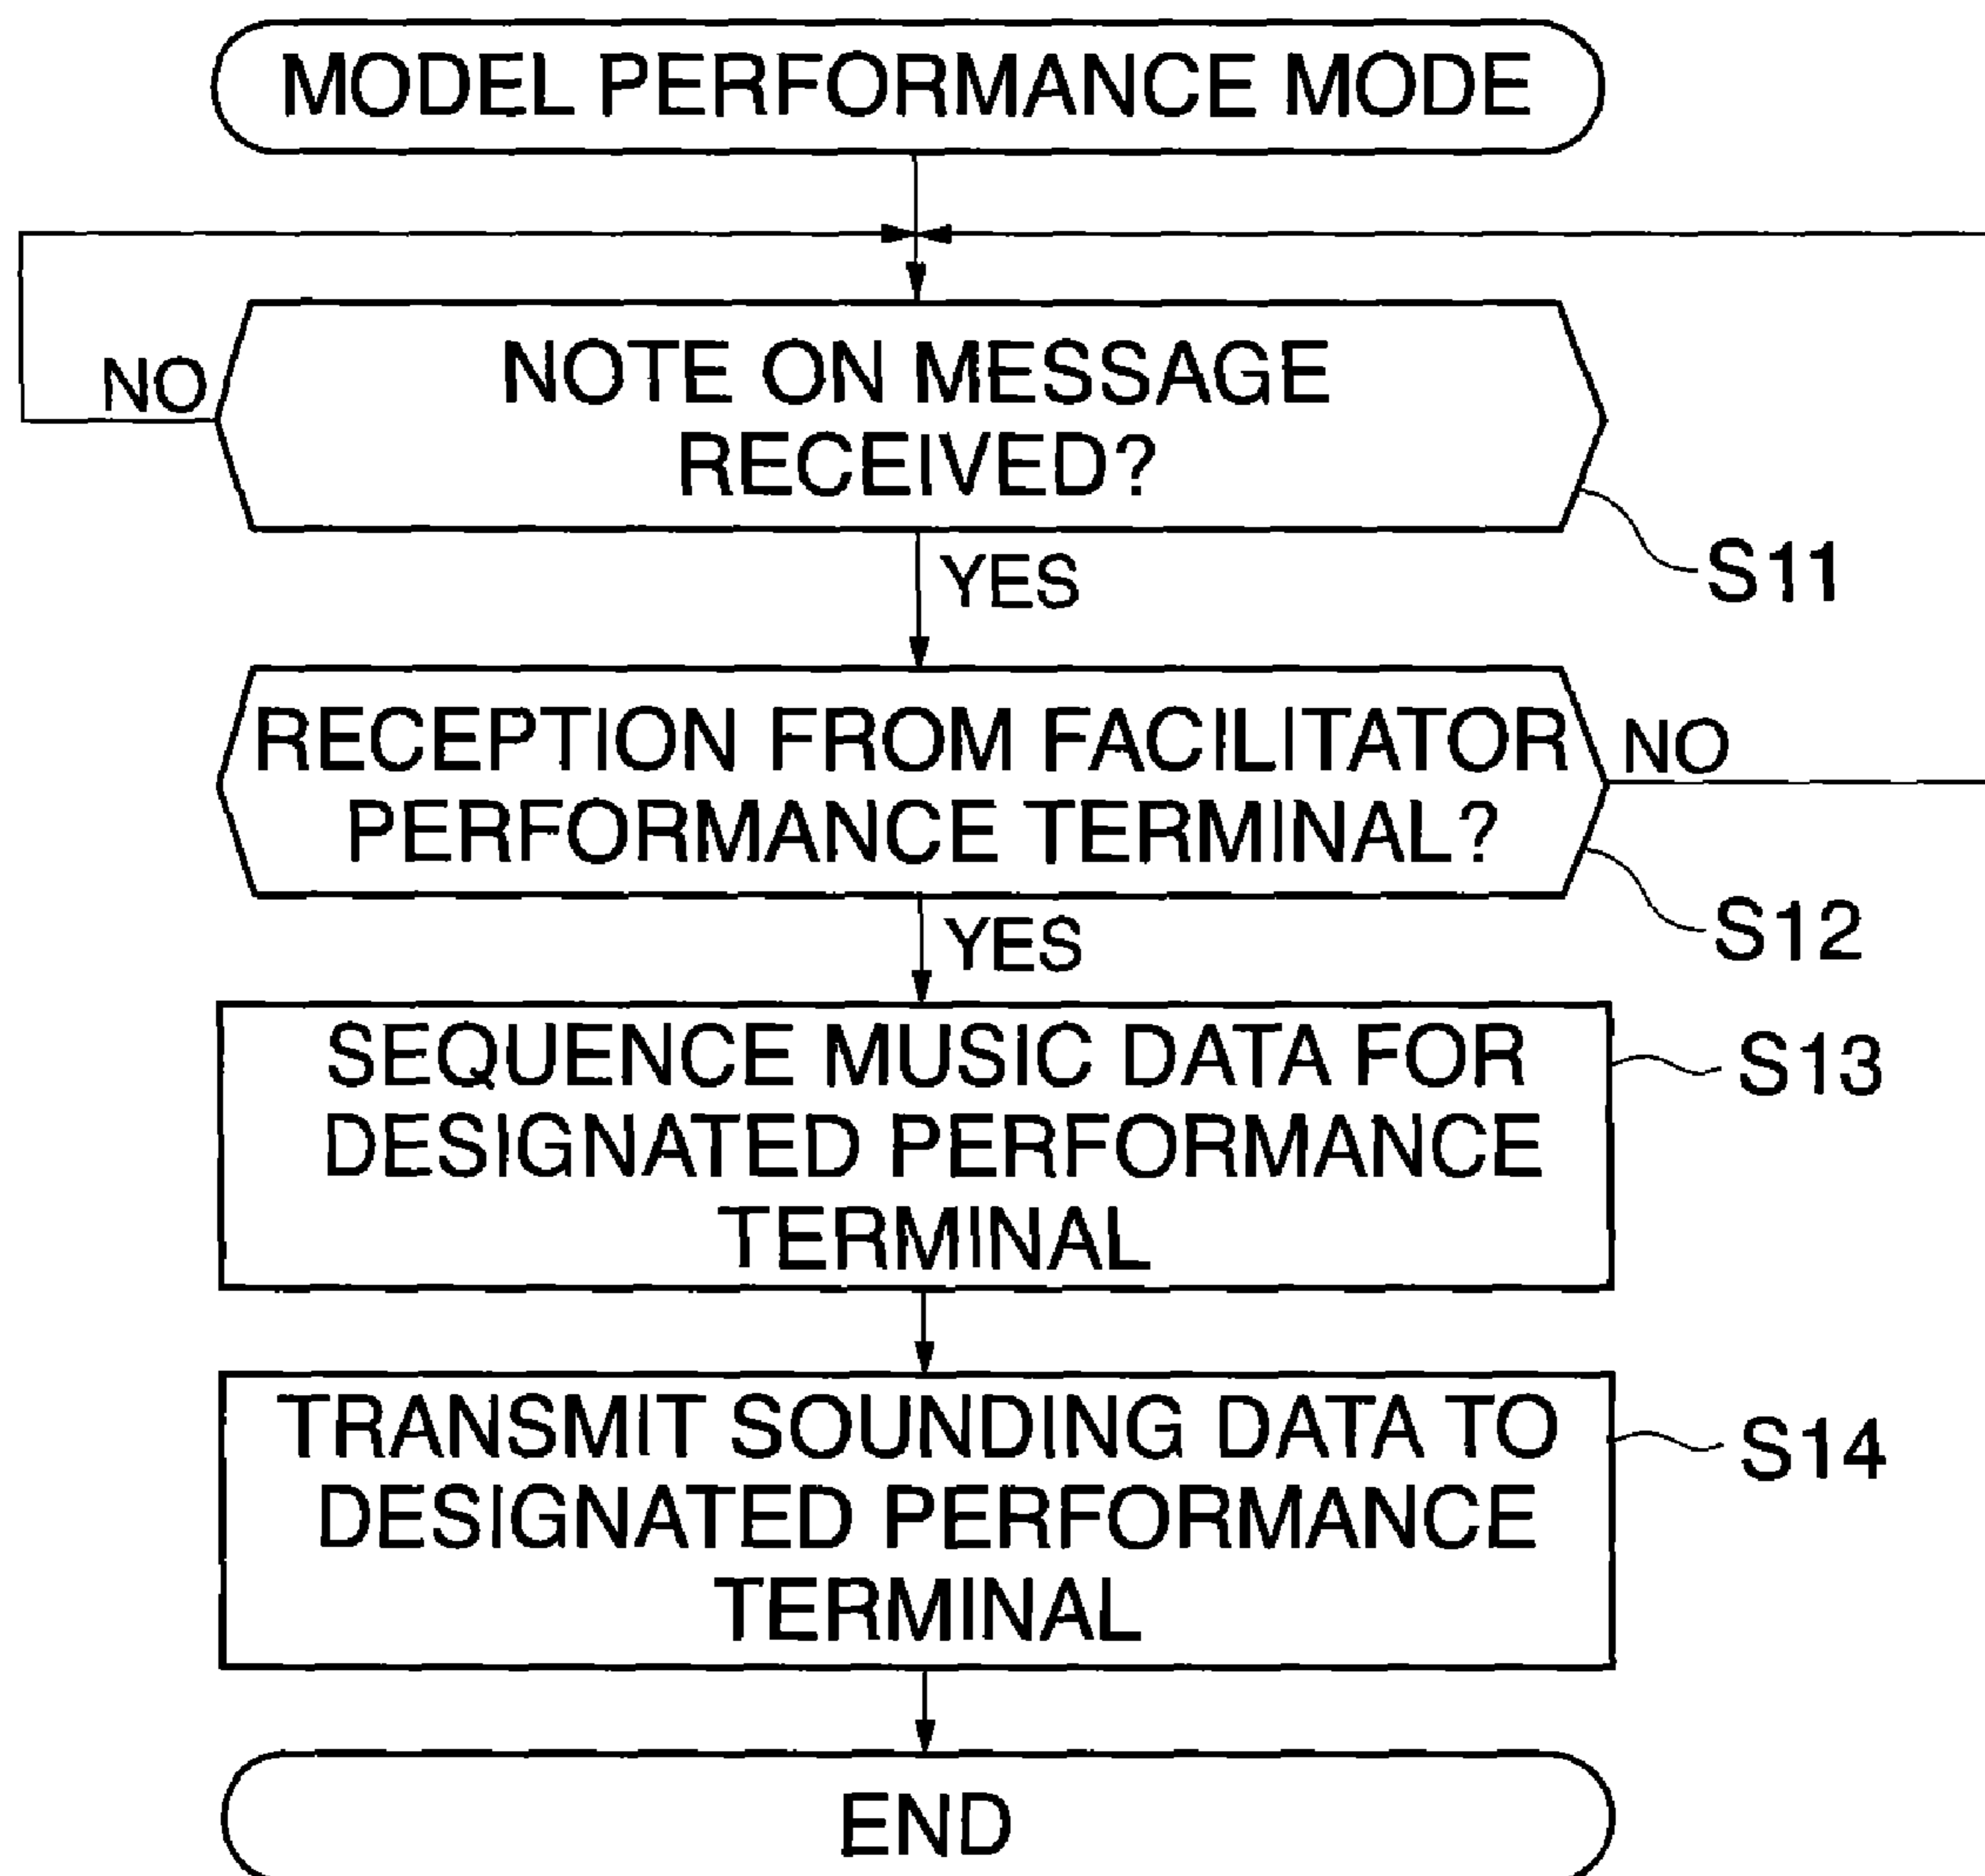 MODEL PERFORMANCE MODE
NO
NOTE ON MESSAGE
RECEIVED?
S11
YES
RECEPTION FROM FACILITATOR
PERFORMANCE TERMINAL?
NO
S12
YES
SEQUENCE MUSIC DATA FOR
DESIGNATED PERFORMANCE
TERMINAL
S13
TRANSMIT SOUNDING DATA TO
DESIGNATED PERFORMANCE
TERMINAL
S14
END